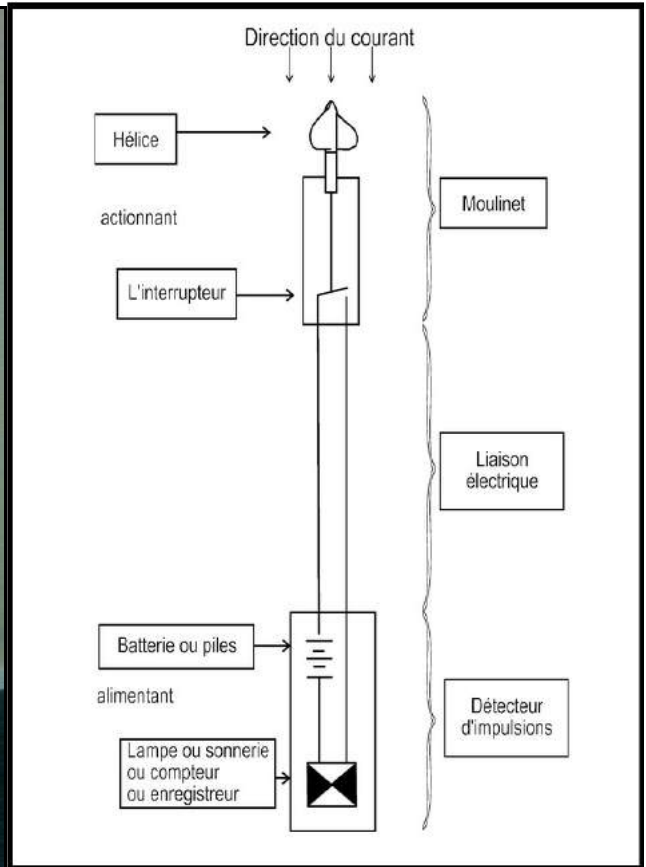 Direction du courant
Hélice
Moulinet
actionnant
L'interrupteur
Liaison
électrique
Batterie ou piles
alimentant
Détecteur
d'impulsions
Lampe ou sonnerie
ou compteur
ou enregistreur